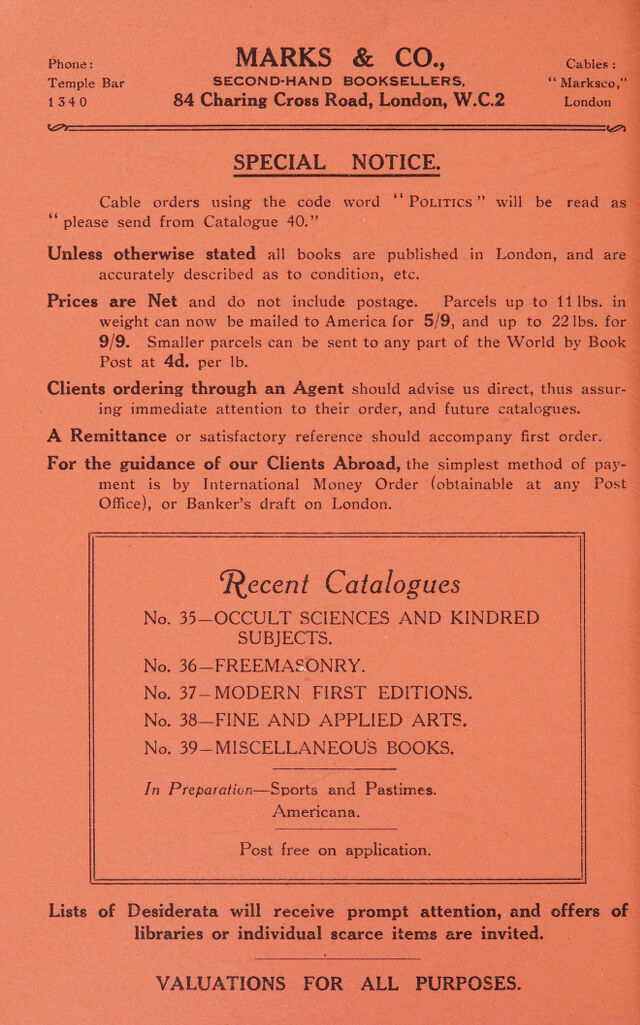 Phone:
Temple Bar
1340
MARKS & CO.,
SECOND-HAND BOOKSELLERS,
84 Charing Cross Road, London, W.C.2
Cables:
"Marksco,"
London
SPECIAL NOTICE.
Cable orders using the code word "POLITICS" will be read as
"please send from Catalogue 40."
Unless otherwise stated all books are published in London, and are
accurately described as to condition, etc.
Prices are Net and do not include postage. Parcels up to 11 lbs. in
weight can now be mailed to America for 5/9, and up to 22 lbs. for
9/9. Smaller parcels can be sent to any part of the World by Book
Post at 4d. per lb.
Clients ordering through an Agent should advise us direct, thus assur-
ing immediate attention to their order, and future catalogues.
A Remittance or satisfactory reference should accompany first order.
For the guidance of our Clients Abroad, the simplest method of pay-
ment is by International Money Order (obtainable at any Post
Office), or Banker's draft on London.
Recent Catalogues
No. 35—OCCULT SCIENCES AND KINDRED
SUBJECTS.
No. 36—FREEMASONRY.
No. 37—MODERN FIRST EDITIONS.
No. 38—FINE AND APPLIED ARTS.
No. 39—MISCELLANEOUS BOOKS.
In Preparation—Sports and Pastimes.
Americana.
Post free on application.
Lists of Desiderata will receive prompt attention, and offers of
libraries or individual scarce items are invited.
VALUATIONS FOR ALL PURPOSES.